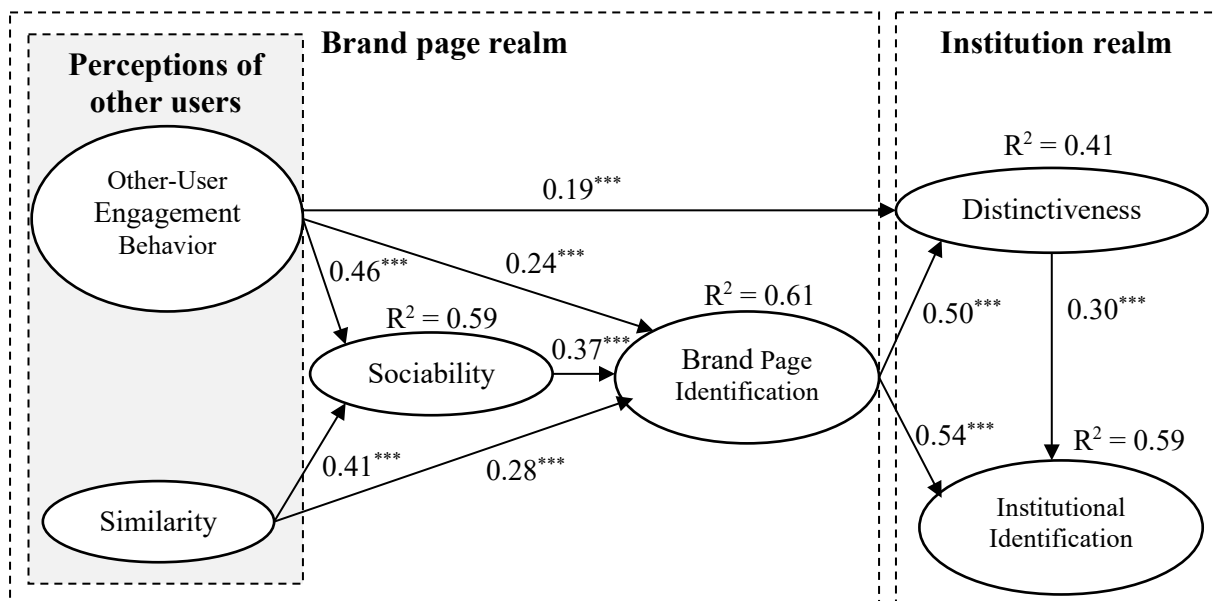 Brand page realm
Institution realm
Perceptions of
other users
R² = 0.41
Other-User
Engagement
Behavior
0.19***
Distinctiveness
0.46***
0.24***
R² = 0.61
0.50***
0.30***
R² = 0.59
0.37***
Sociability
Brand Page
Identification
0.54***
R² = 0.59
0.41***
0.28***
Similarity
Institutional
Identification